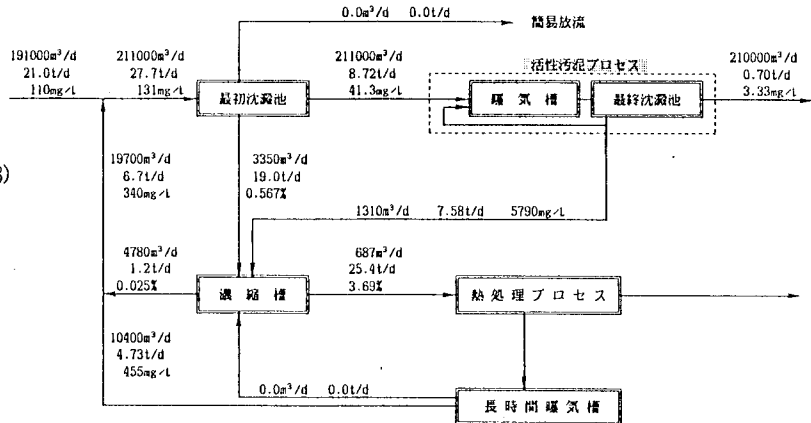 0.0m³/d 0.0t/d
簡易放流
191000m³/d
21.0t/d
110mg/l
211000m³/d
27.7t/d
131mg/l
最初沈澱池
211000m³/d
8.72t/d
41.3mg/l
活性汚泥プロセス
曝気槽
最終沈澱池
210000m³/d
0.70t/d
3.33mg/l
19700m³/d
6.7t/d
340mg/l
3350m³/d
19.0t/d
0.567%
1310m³/d 7.58t/d 5790mg/l
4780m³/d
1.2t/d
0.025%
濃縮槽
687m³/d
25.4t/d
3.69%
熱処理プロセス
10400m³/d
4.73t/d
455mg/l
0.0m³/d 0.0t/d
長時間曝気槽